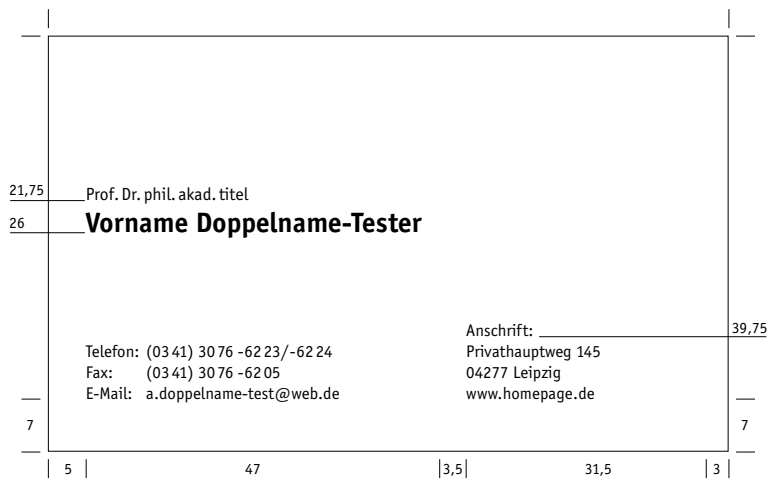 21,75
Prof. Dr. phil. akad. titel
26
Vorname Doppelname-Tester
Anschrift:
39,75
Telefon: (03 41) 30 76 -62 23/-62 24
Privathauptweg 145
Fax: (03 41) 30 76 -62 05
04277 Leipzig
E-Mail: a.doppelname-test@web.de
www.homepage.de
7
7
5 47 3,5 31,5 3